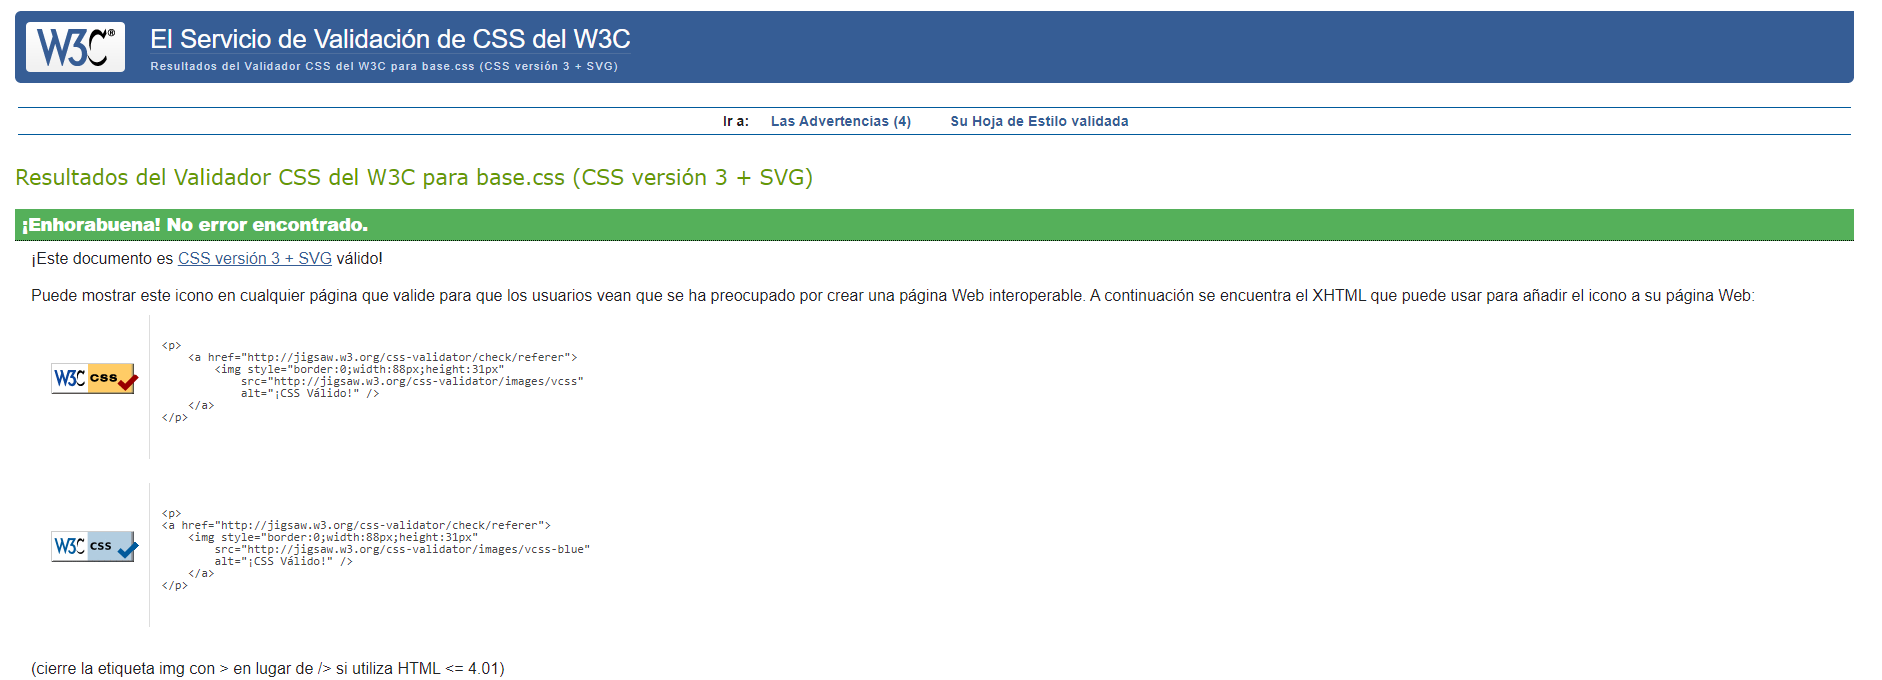 W3C® El Servicio de Validación de CSS del W3C
Resultados del Validador CSS del W3C para base.css (CSS versión 3 + SVG)
Ir a: Las Advertencias (4) Su Hoja de Estilo validada
Resultados del Validador CSS del W3C para base.css (CSS versión 3 + SVG)
¡Enhorabuena! No error encontrado.
¡Este documento es CSS versión 3 + SVG válido!
Puede mostrar este icono en cualquier página que valide para que los usuarios vean que se ha preocupado por crear una página Web interoperable. A continuación se encuentra el XHTML que puede usar para añadir el icono a su página Web:
W3C css
<p>
<a href="http://jigsaw.w3.org/css-validator/check/referer">
<img style="border:0;width:88px;height:31px"
src="http://jigsaw.w3.org/css-validator/images/vcss"
alt="¡CSS Válido!" />
</a>
</p>
W3C css
<p>
<a href="http://jigsaw.w3.org/css-validator/check/referer">
<img style="border:0;width:88px;height:31px"
src="http://jigsaw.w3.org/css-validator/images/vcss-blue"
alt="¡CSS Válido!" />
</a>
</p>
(cierre la etiqueta img con > en lugar de /> si utiliza HTML <= 4.01)